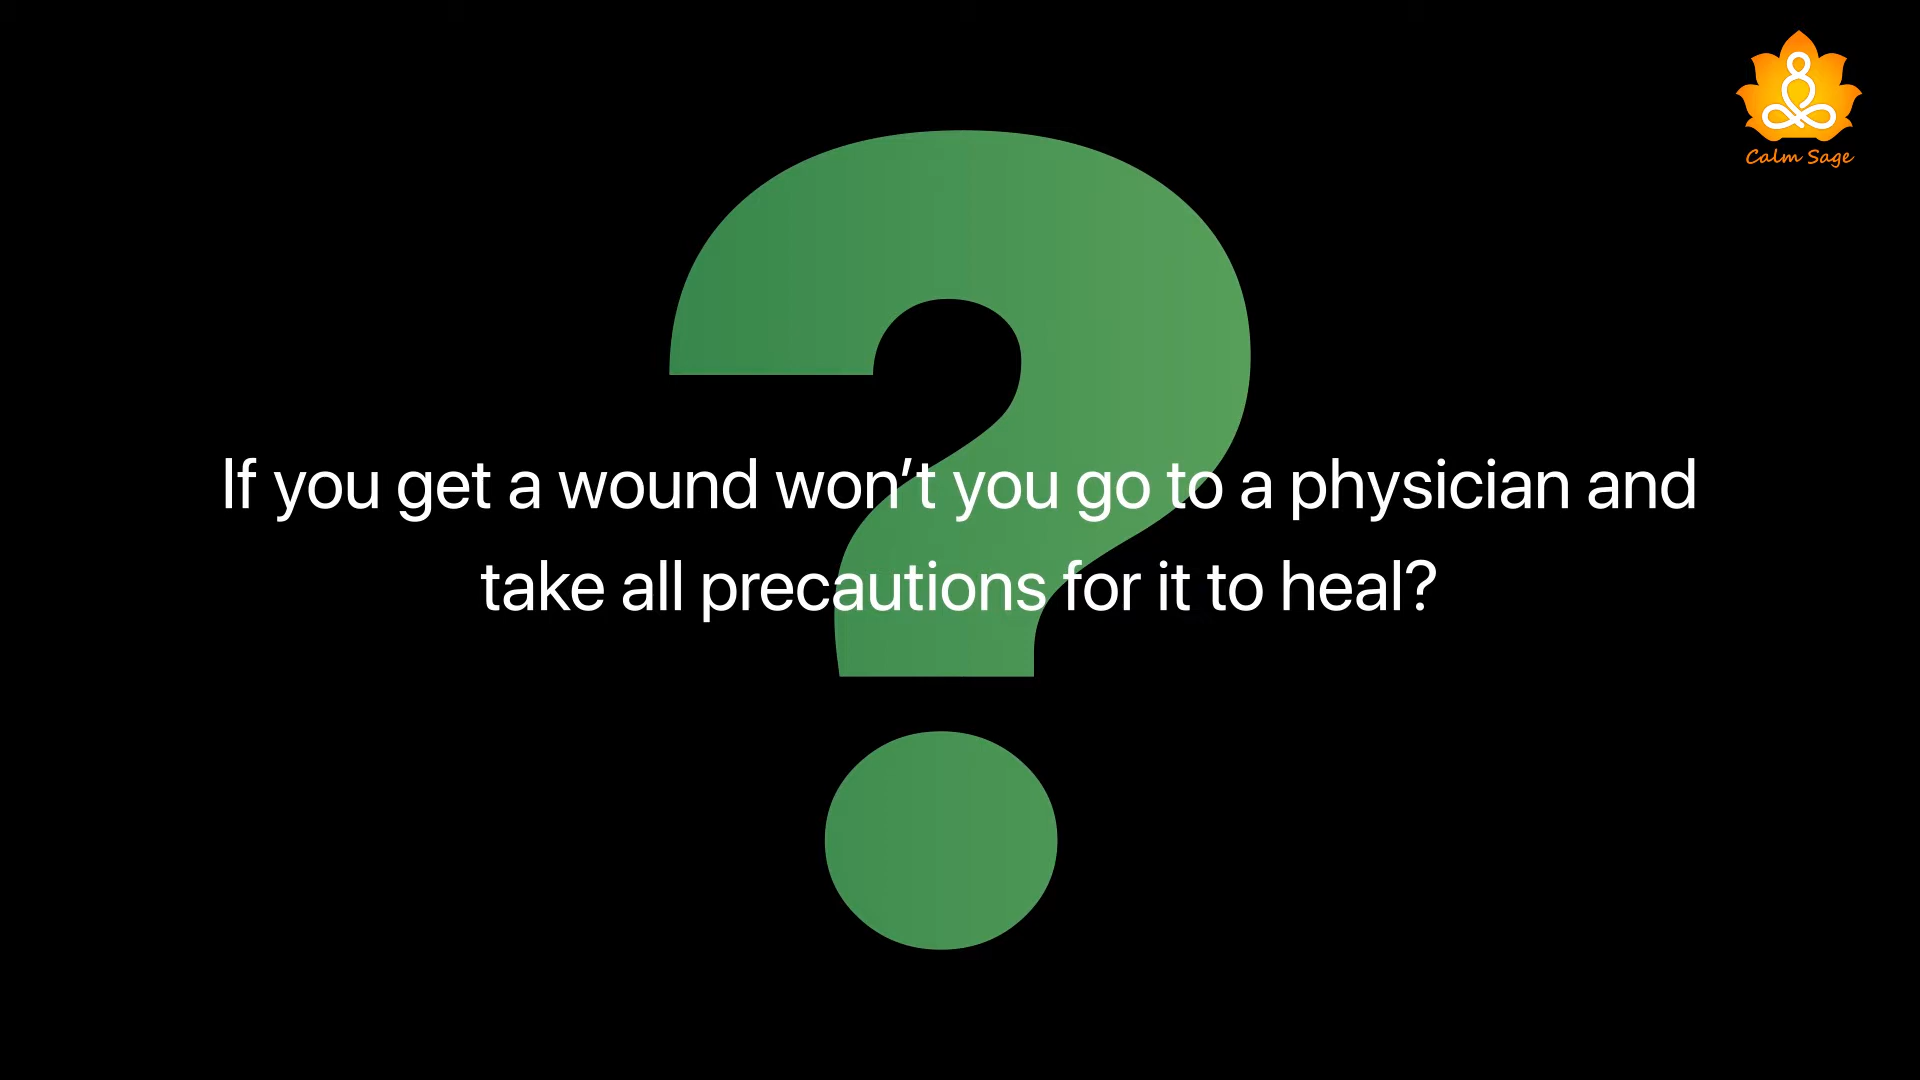 Calm Sage
If you get a wound won’t you go to a physician and
take all precautions for it to heal?